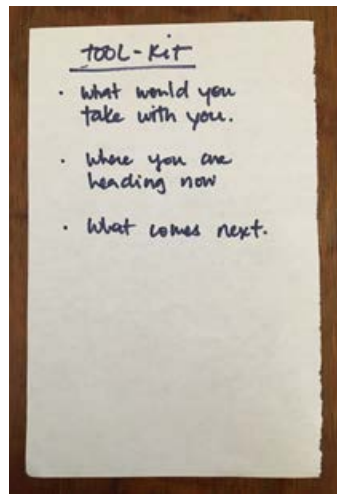 TOOL-Kit
· What would you
take with you.
· Where you are
heading now
· What comes next.